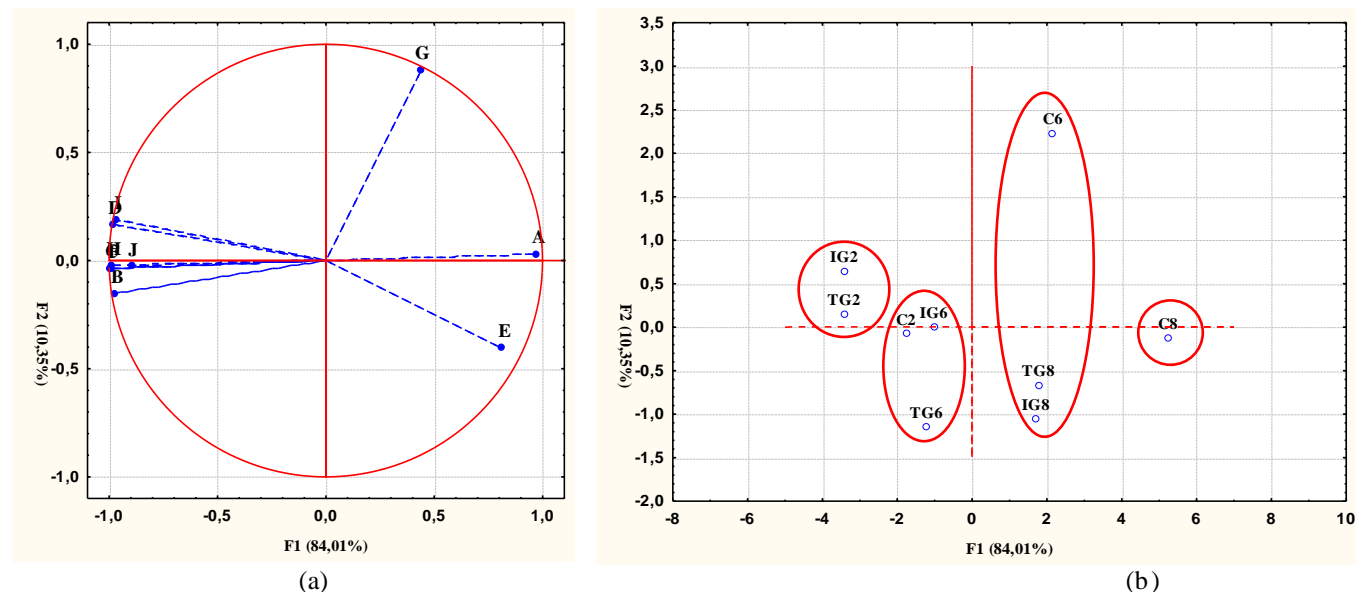 1,0
0,5
0,0
-0,5
-1,0
F2 (10,35%)
G
A
E
D
J
B
-1,0 -0,5 0,0 0,5 1,0
F1 (84,01%)
(a)
3,5
3,0
2,5
2,0
1,5
1,0
0,5
0,0
-0,5
-1,0
-1,5
-2,0
F2 (10,35%)
C6
IG2
TG2
C2 IG6
C8
TG8
IG8
TG6
-8 -6 -4 -2 0 2 4 6 8 10
F1 (84,01%)
(b)